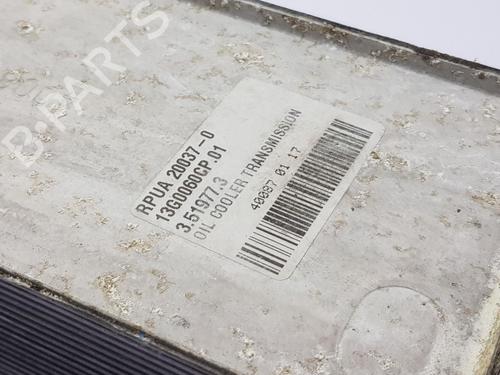 B-PARTS
RPUA 20037-0
13G0060CP.01
3.51977.3
OIL COOLER TRANSMISSION
40097 01 17